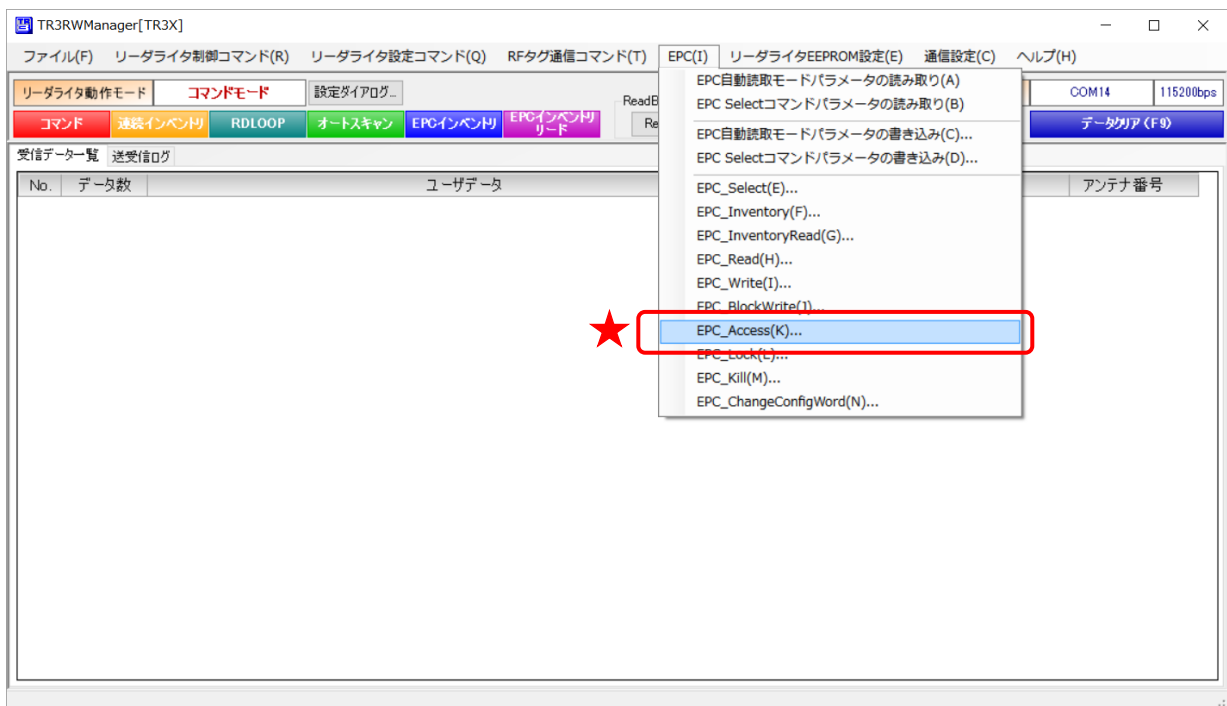 TR3RWManager[TR3X]
ファイル(F) リーダライタ制御コマンド(R) リーダライタ設定コマンド(Q) RFタグ通信コマンド(T) EPC(I) リーダライタEEPROM設定(E) 通信設定(C) ヘルプ(H)
リーダライタ動作モード コマンドモード 設定ダイアログ... ReadB COM14 115200bps
コマンド 連続インベントリ RDLOOP オートスキャン EPCインベントリ EPCインベントリ
リード Re データクリア(F9)
受信データ一覧 送受信ログ
No. データ数 ユーザデータ アンテナ番号
EPC自動読取モードパラメータの読み取り(A)
EPC Selectコマンドパラメータの読み取り(B)
EPC自動読取モードパラメータの書き込み(C)...
EPC Selectコマンドパラメータの書き込み(D)...
EPC_Select(E)...
EPC_Inventory(F)...
EPC_InventoryRead(G)...
EPC_Read(H)...
EPC_Write(I)...
EPC_BlockWrite(J)...
EPC_Access(K)...
EPC_Lock(L)...
EPC_Kill(M)...
EPC_ChangeConfigWord(N)...